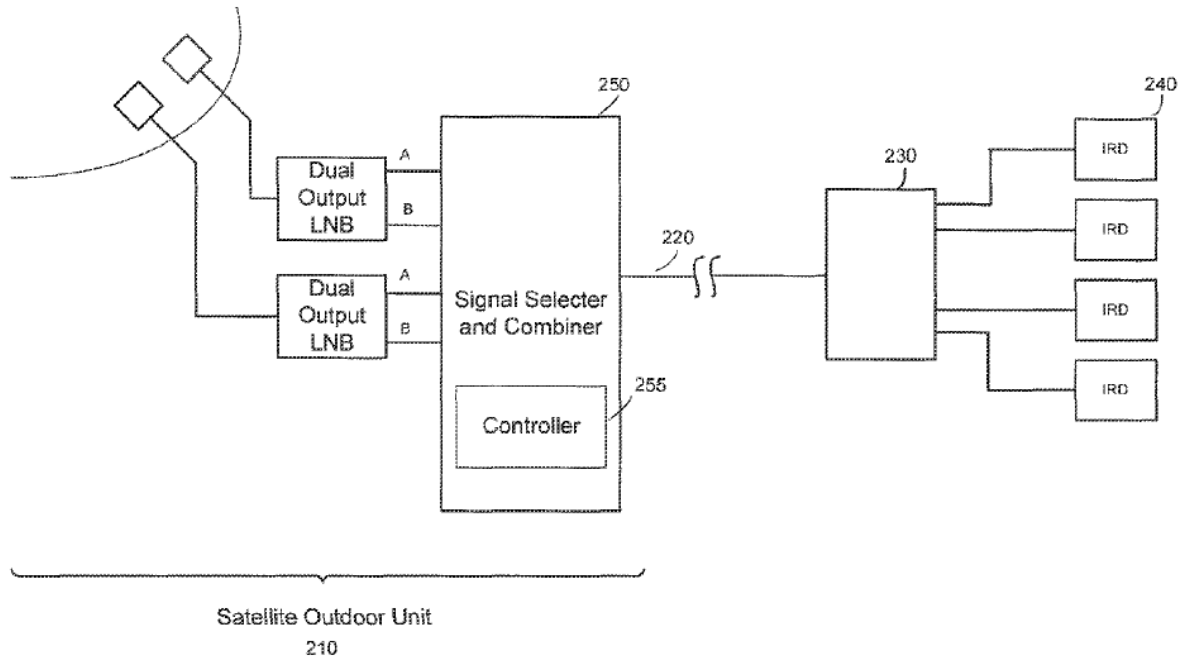 250
240
A
IRD
Dual
Output
LNB
230
B
IRD
220
A
Dual
Output
LNB
Signal Selecter
and Combiner
B
IRD
255
IRD
Controller
Satellite Outdoor Unit
210